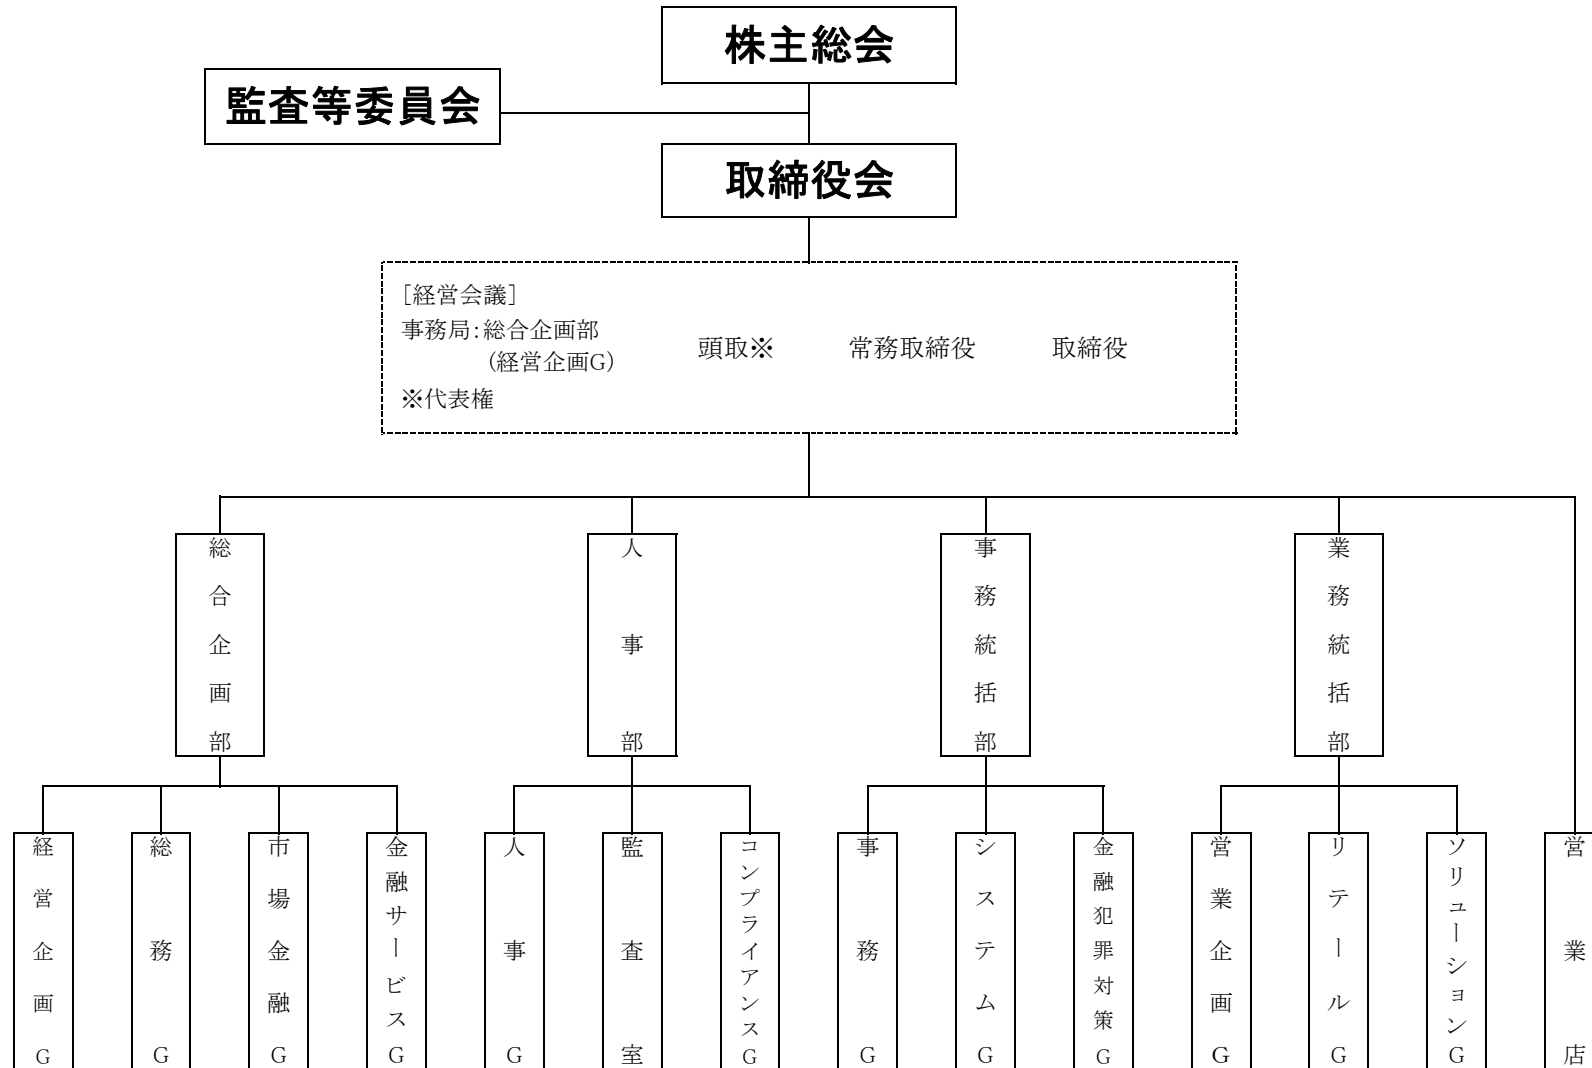 株主総会
監査等委員会
取締役会
［経営会議］
事務局：総合企画部
（経営企画G）
頭取※
常務取締役
取締役
※代表権
総合企画部
人事部
事務統括部
業務統括部
経営企画G
総務G
市場金融G
金融サービスG
人事G
監査室
コンプライアンスG
事務G
システムG
金融犯罪対策G
営業企画G
リテールG
ソリューションG
営業店